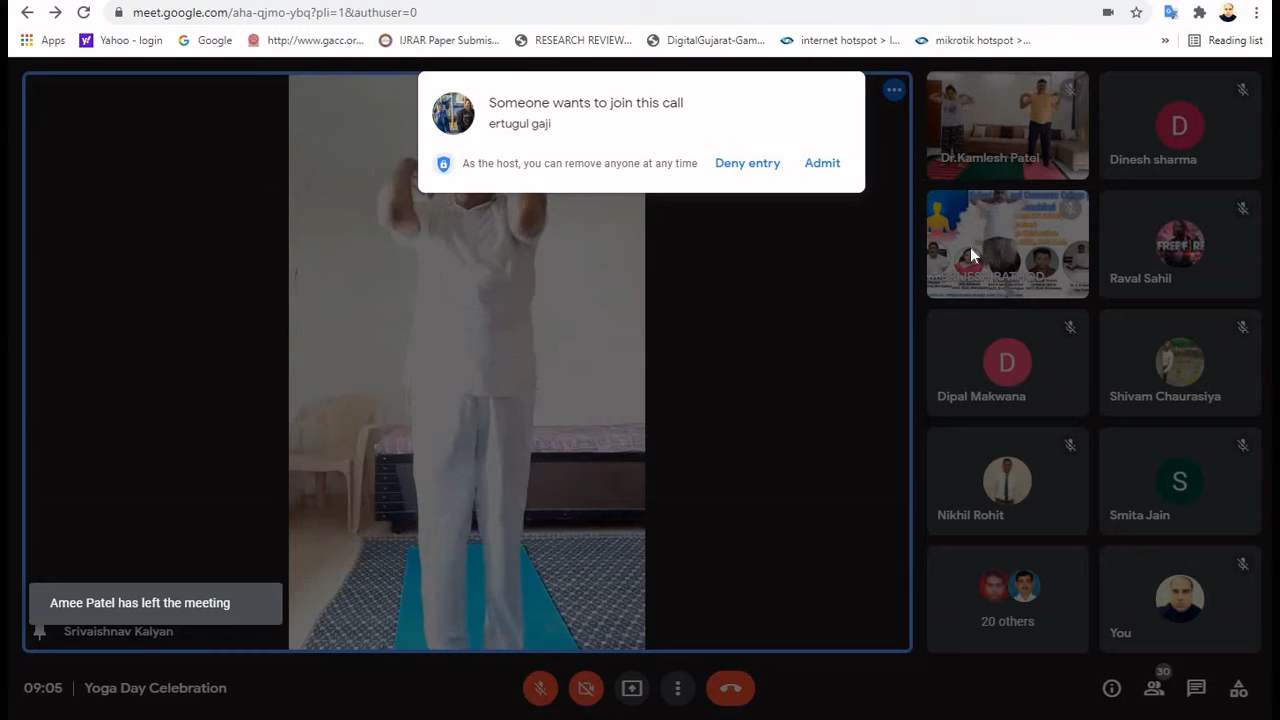 meet.google.com/aha-qjmo-ybq?pli=1&authuser=0
Apps Yahoo - login Google http://www.gacc.or... IJRAR Paper Submis... RESEARCH REVIEW... DigitalGujarat-Gam... internet hotspot > I... mikrotik hotspot >... » Reading list
Someone wants to join this call
ertugul gaji
As the host, you can remove anyone at any time Deny entry Admit
Dr.Kamlesh Patel
D
Dinesh sharma
FREEFIRE
Raval Sahil
D
Dipal Makwana
Shivam Chaurasiya
Nikhil Rohit
S
Smita Jain
20 others
You
Amee Patel has left the meeting
Srivaishnav Kalyan
09:05 | Yoga Day Celebration
30